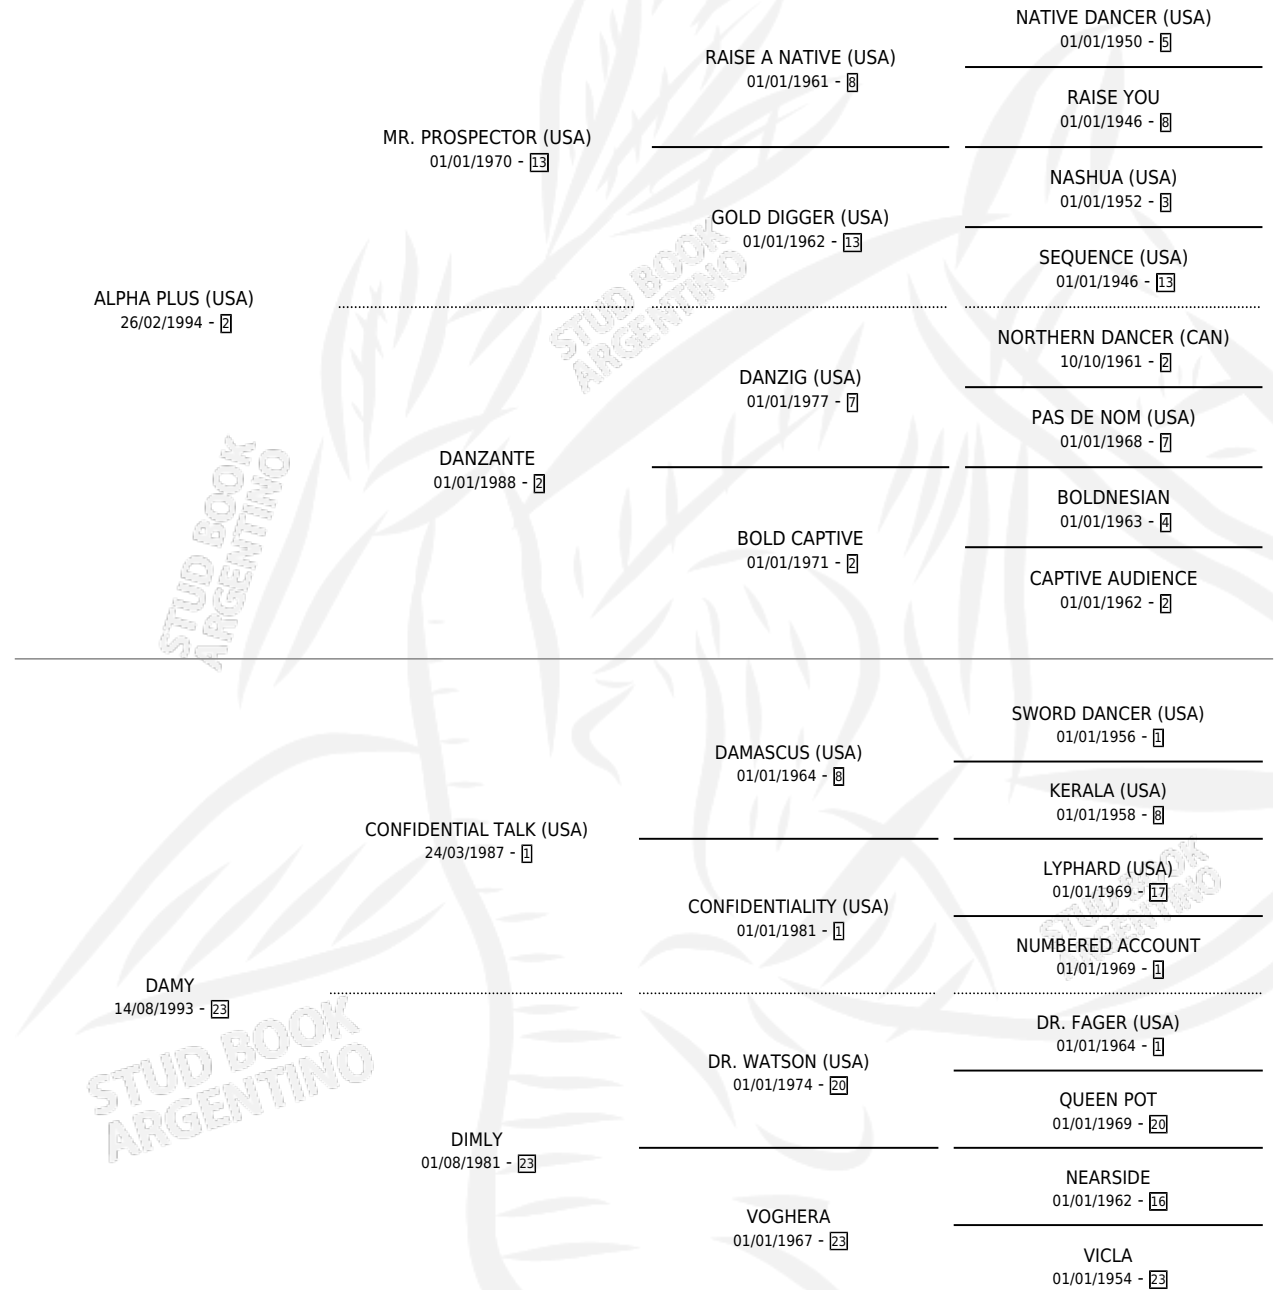 NATIVE DANCER (USA)
01/01/1950 - 5
RAISE A NATIVE (USA)
01/01/1961 - 8
RAISE YOU
01/01/1946 - 8
MR. PROSPECTOR (USA)
01/01/1970 - 13
NASHUA (USA)
01/01/1952 - 3
GOLD DIGGER (USA)
01/01/1962 - 13
SEQUENCE (USA)
01/01/1946 - 13
ALPHA PLUS (USA)
26/02/1994 - 2
STUD BOOK
ARGENTINO
NORTHERN DANCER (CAN)
10/10/1961 - 2
DANZIG (USA)
01/01/1977 - 7
PAS DE NOM (USA)
01/01/1968 - 7
DANZANTE
01/01/1988 - 2
BOLDNESIAN
01/01/1963 - 4
BOLD CAPTIVE
01/01/1971 - 2
CAPTIVE AUDIENCE
01/01/1962 - 2
STUD BOOK
ARGENTINO
SWORD DANCER (USA)
01/01/1956 - 1
DAMASCUS (USA)
01/01/1964 - 8
KERALA (USA)
01/01/1958 - 8
CONFIDENTIAL TALK (USA)
24/03/1987 - 1
LYPHARD (USA)
01/01/1969 - 17
CONFIDENTIALITY (USA)
01/01/1981 - 1
NUMBERED ACCOUNT
01/01/1969 - 1
STUD BOOK
ARGENTINO
DAMY
14/08/1993 - 23
DR. FAGER (USA)
01/01/1964 - 1
DR. WATSON (USA)
01/01/1974 - 20
QUEEN POT
01/01/1969 - 20
STUD BOOK
ARGENTINO
DIMLY
01/08/1981 - 23
NEARSIDE
01/01/1962 - 16
VOGHERA
01/01/1967 - 23
VICLA
01/01/1954 - 23